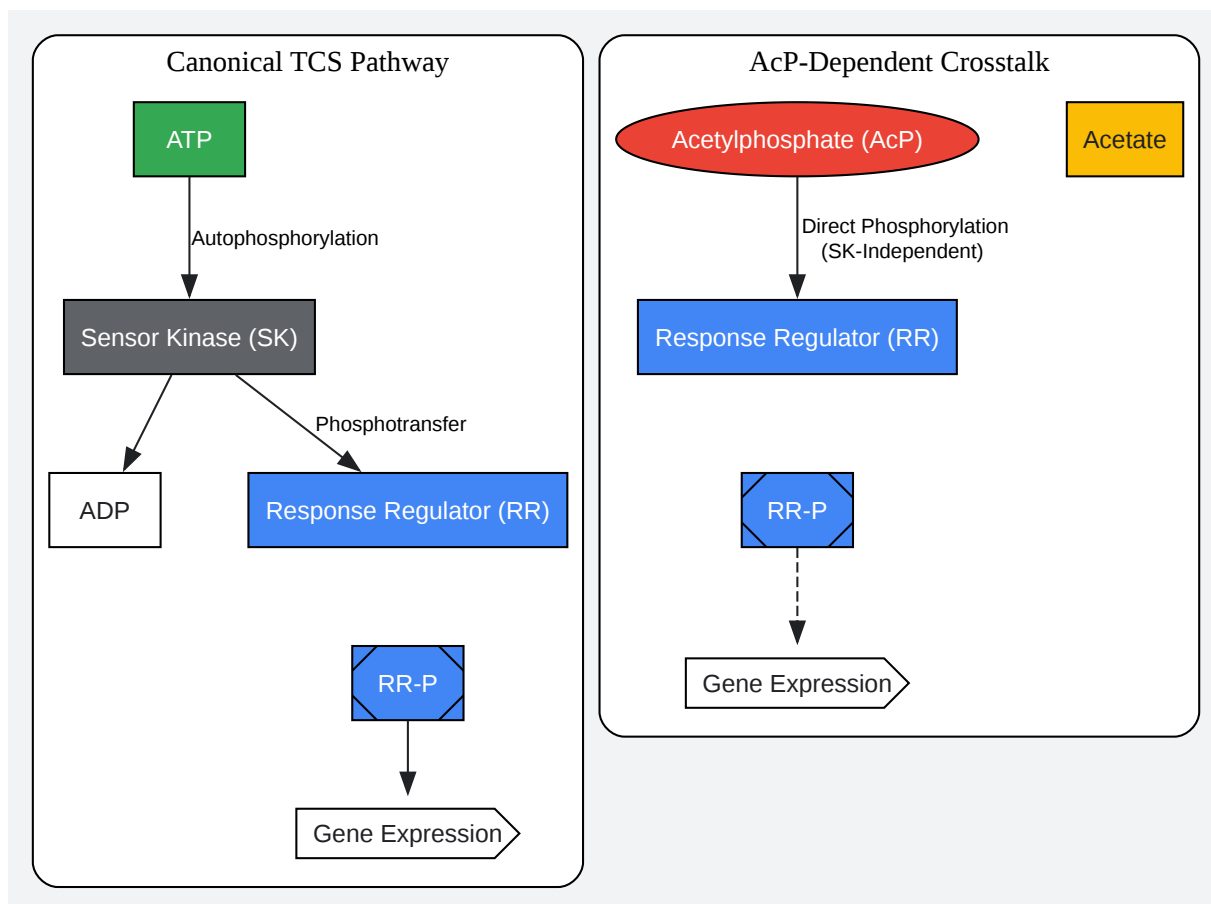 Canonical TCS Pathway
ATP
Autophosphorylation
Sensor Kinase (SK)
Phosphotransfer
ADP
Response Regulator (RR)
RR-P
Gene Expression
AcP-Dependent Crosstalk
Acetylphosphate (AcP)
Acetate
Direct Phosphorylation
(SK-Independent)
Response Regulator (RR)
RR-P
Gene Expression